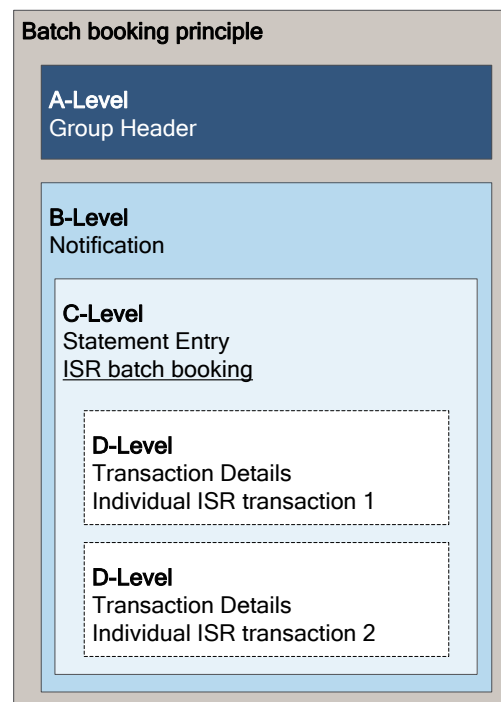 Batch booking principle
A-Level
Group Header
B-Level
Notification
C-Level
Statement Entry
ISR batch booking
D-Level
Transaction Details
Individual ISR transaction 1
D-Level
Transaction Details
Individual ISR transaction 2